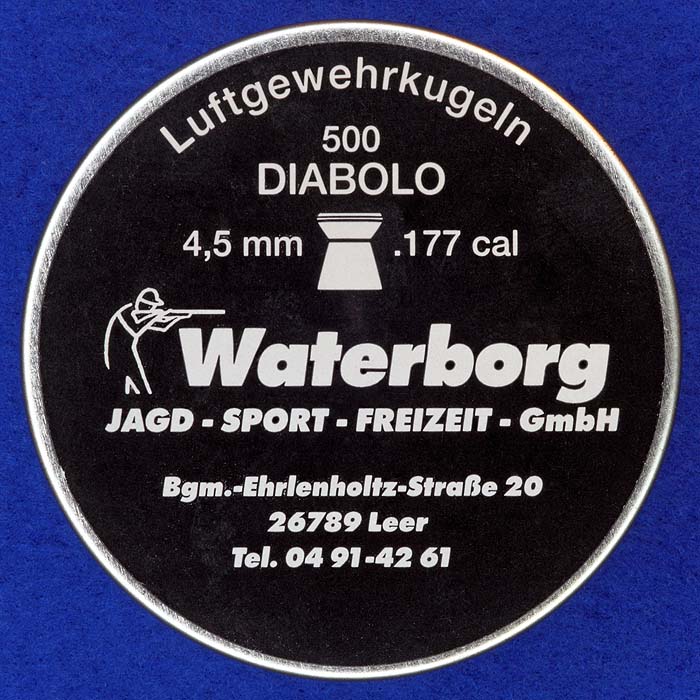 Luftgewehrkugeln
500
DIABOLO
4,5 mm .177 cal
Waterborg
JAGD - SPORT - FREIZEIT - GmbH
Bgm.-Ehrlenholtz-Straße 20
26789 Leer
Tel. 04 91-42 61